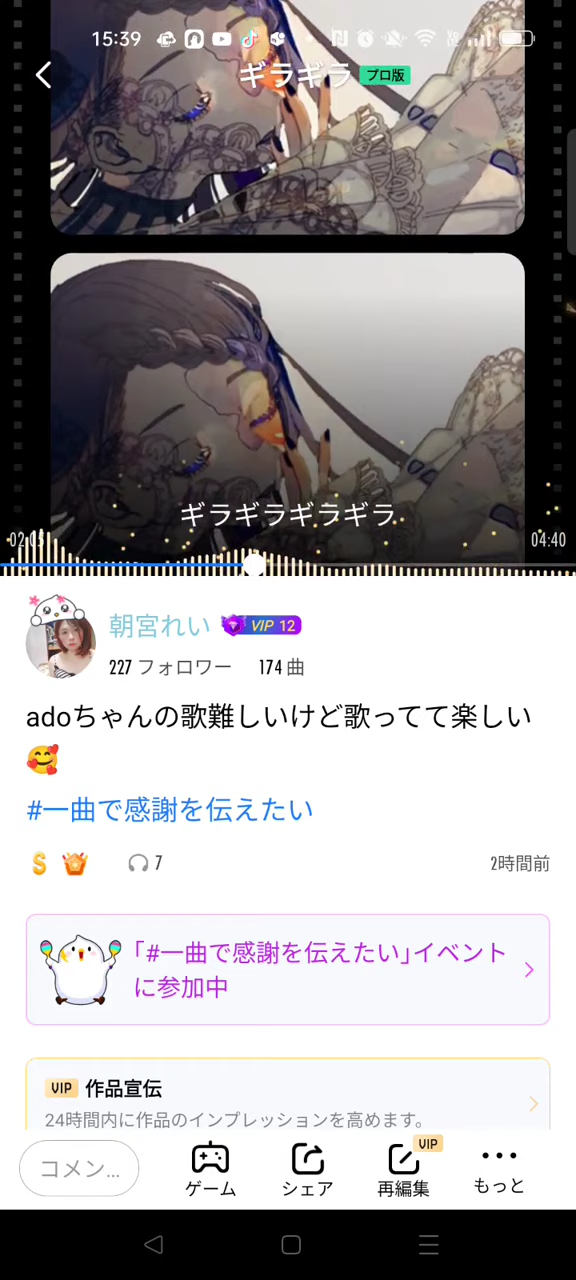 15:39
ギラギラ プロ版
ギラギラギラギラ
02:05 04:40
朝宮れい VIP 12
227 フォロワー 174 曲
adoちゃんの歌難しいけど歌ってて楽しい
🥰
#一曲で感謝を伝えたい
S 7 2時間前
「#一曲で感謝を伝えたい」イベント
に参加中
VIP 作品宣伝
24時間内に作品のインプレッションを高めます。
コメン... ゲーム シェア VIP 再編集 もっと